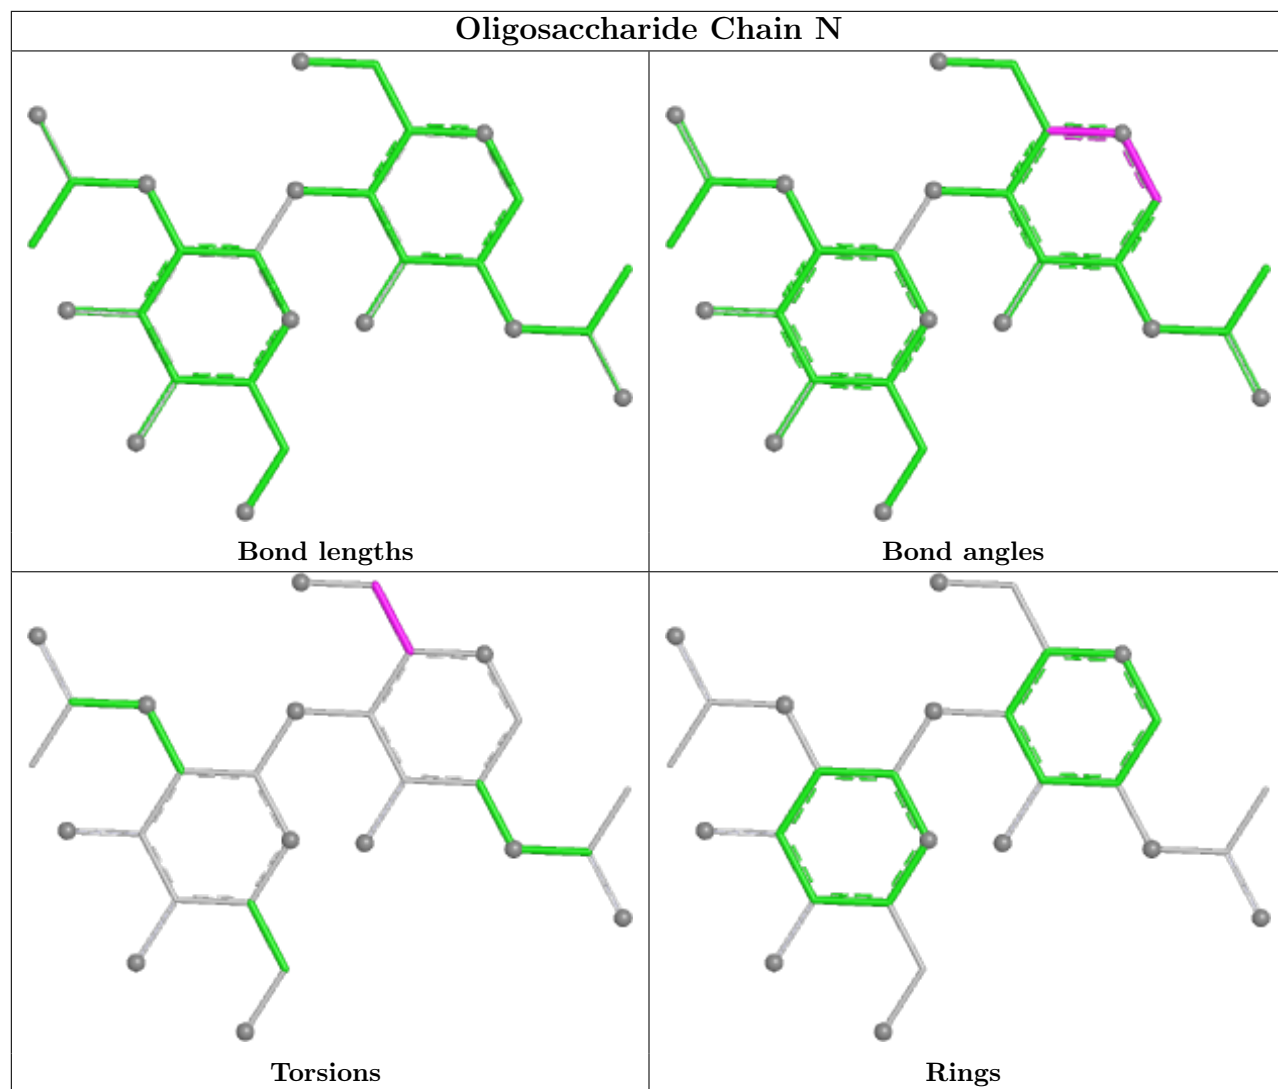 Oligosaccharide Chain N
Bond lengths
Bond angles
Torsions
Rings